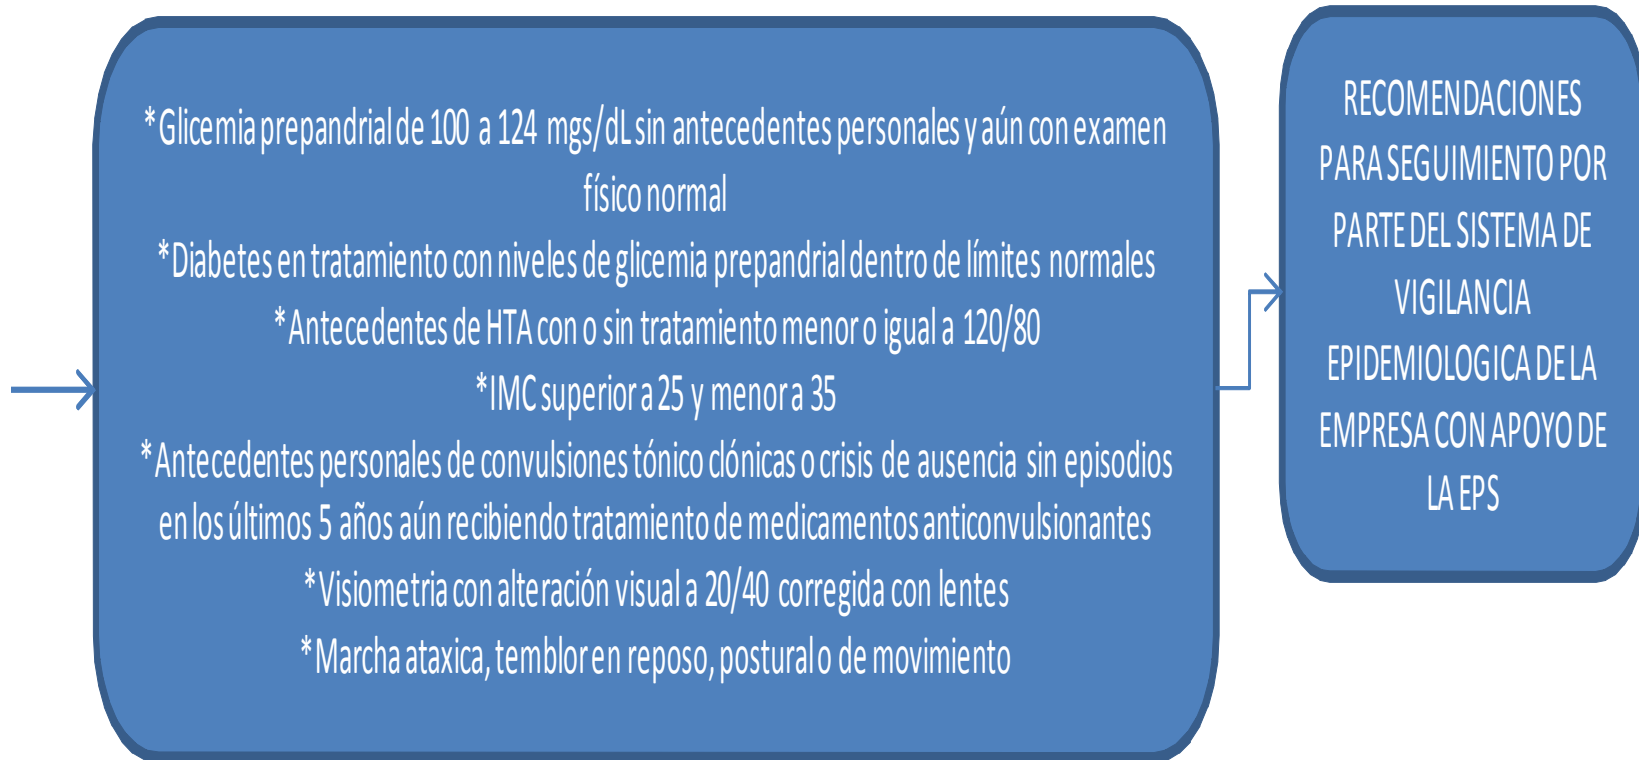 *Glicemia prepandrial de 100 a 124 mgs/dL sin antecedentes personales y aún con examen
físico normal
*Diabetes en tratamiento con niveles de glicemia prepandrial dentro de límites normales
*Antecedentes de HTA con o sin tratamiento menor o igual a 120/80
*IMC superior a 25 y menor a 35
*Antecedentes personales de convulsiones tónico clónicas o crisis de ausencia sin episodios
en los últimos 5 años aún recibiendo tratamiento de medicamentos anticonvulsionantes
*Visiometria con alteración visual a 20/40 corregida con lentes
*Marcha ataxica, temblor en reposo, postural o de movimiento
RECOMENDACIONES
PARA SEGUIMIENTO POR
PARTE DEL SISTEMA DE
VIGILANCIA
EPIDEMIOLOGICA DE LA
EMPRESA CON APOYO DE
LA EPS